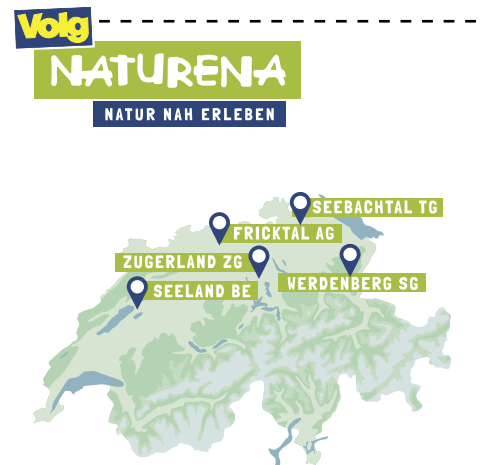 Volg
NATURENA
NATUR NAH ERLEBEN
SEEBACHTAL TG
FRICKTAL AG
ZUGERLAND ZG
WERDENBERG SG
SEELAND BE